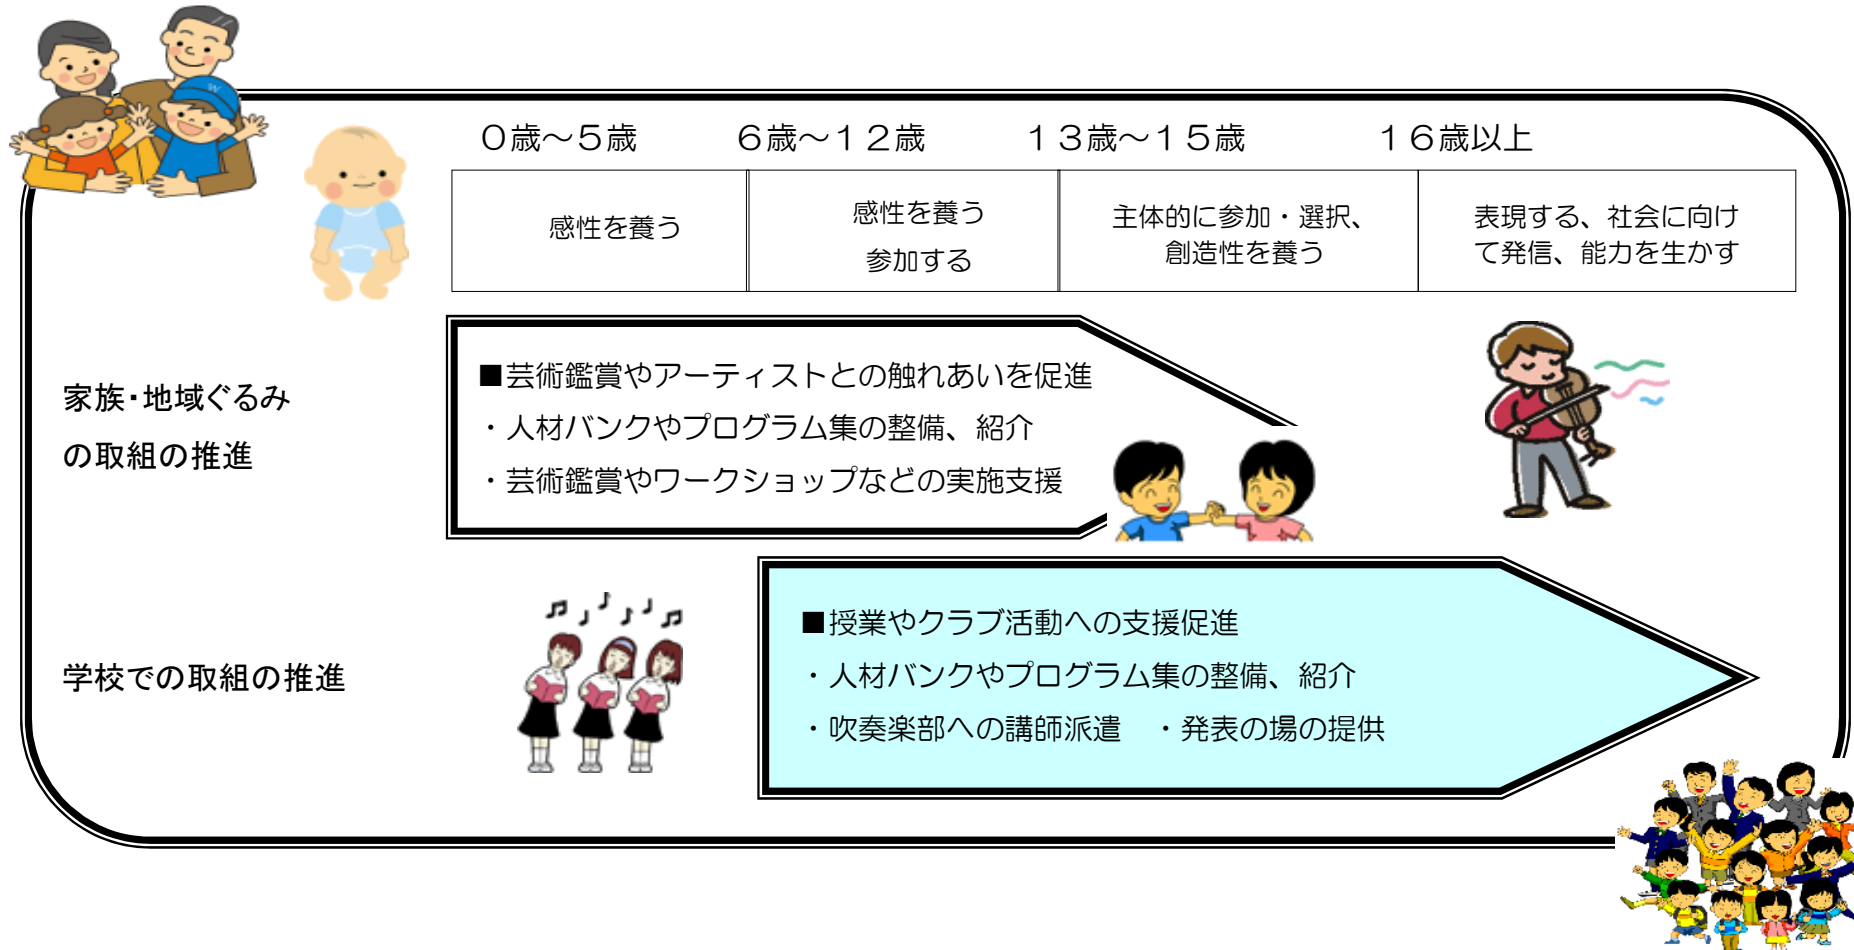 0歳～5歳　6歳～12歳　13歳～15歳　16歳以上
感性を養う
感性を養う
参加する
主体的に参加・選択、
創造性を養う
表現する、社会に向け
て発信、能力を生かす
家族・地域ぐるみ
の取組の推進
■芸術鑑賞やアーティストとの触れあいを促進
・人材バンクやプログラム集の整備、紹介
・芸術鑑賞やワークショップなどの実施支援
学校での取組の推進
■授業やクラブ活動への支援促進
・人材バンクやプログラム集の整備、紹介
・吹奏楽部への講師派遣　・発表の場の提供
W